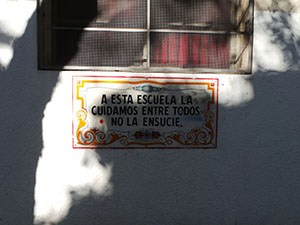 A ESTA ESCUELA LA
CUIDAMOS ENTRE TODOS
NO LA ENSUCIE.